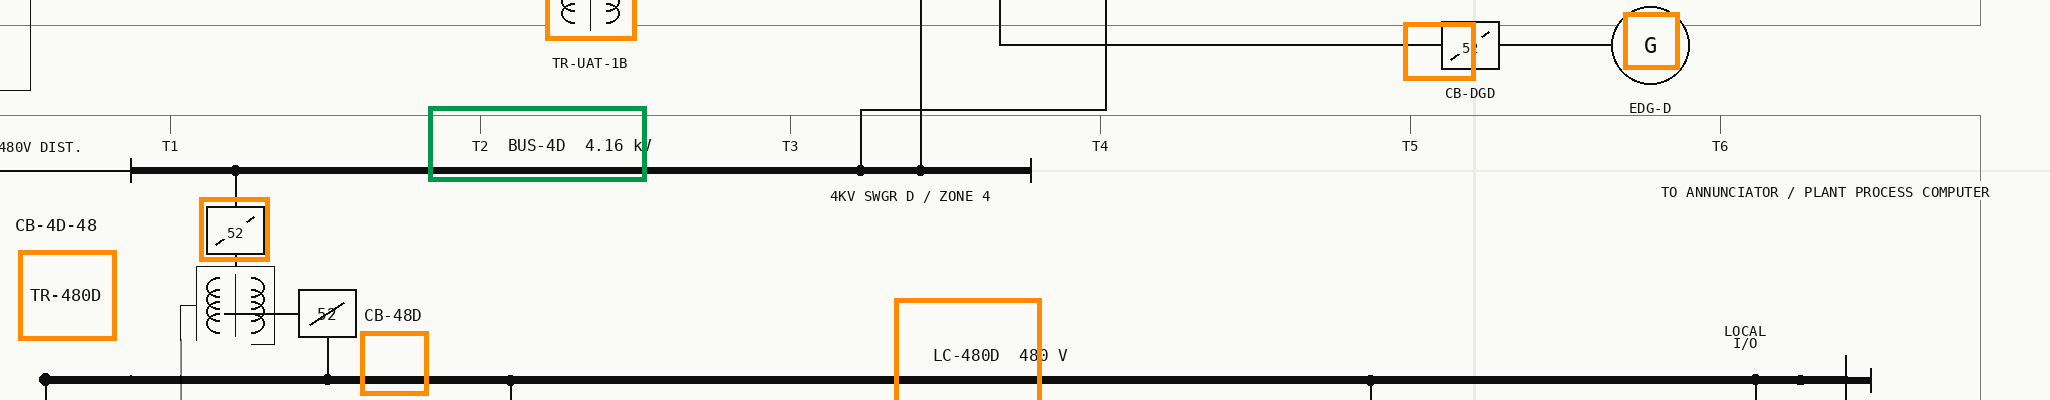 G
52
TR-UAT-1B
CB-DGD
EDG-D
480V DIST.
T1
T2
BUS-4D 4.16 kV
T3
T4
T5
T6
4KV SWGR D / ZONE 4
TO ANNUNCIATOR / PLANT PROCESS COMPUTER
CB-4D-48
52
TR-480D
52
CB-48D
LC-480D 480 V
LOCAL
I/O